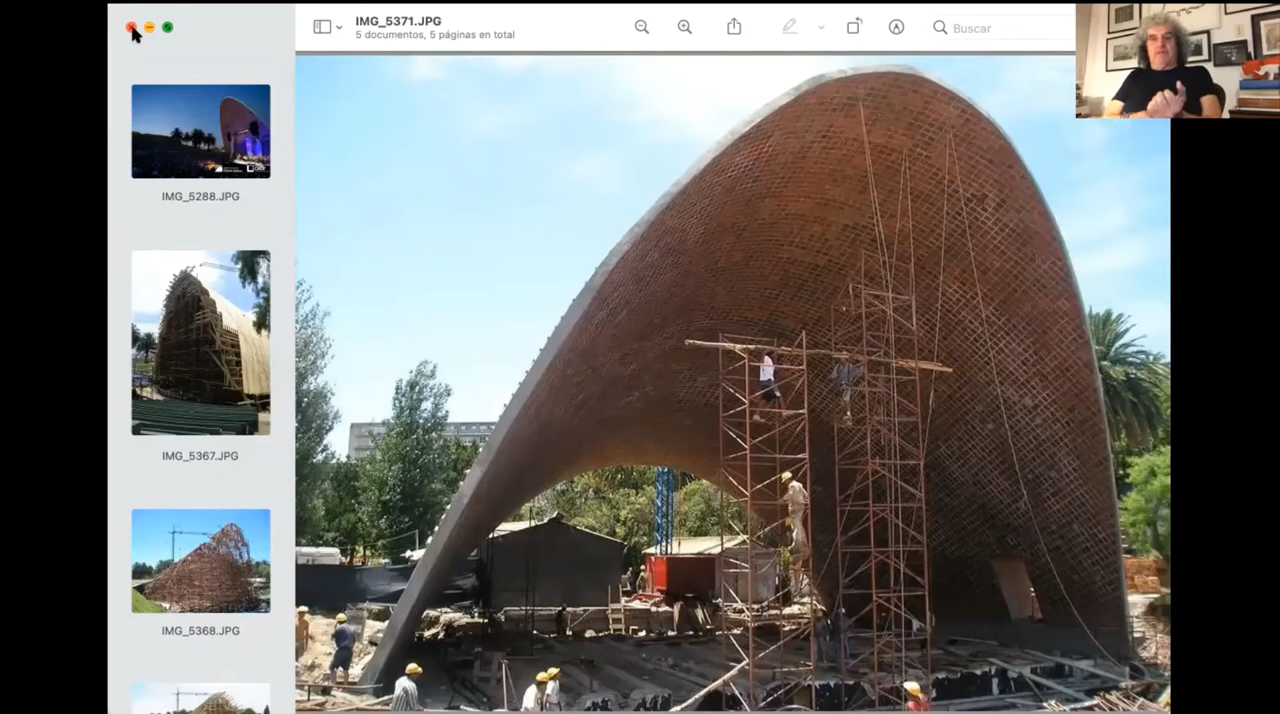 IMG_5371.JPG
5 documentos, 5 páginas en total
Buscar
IMG_5288.JPG
IMG_5367.JPG
IMG_5368.JPG